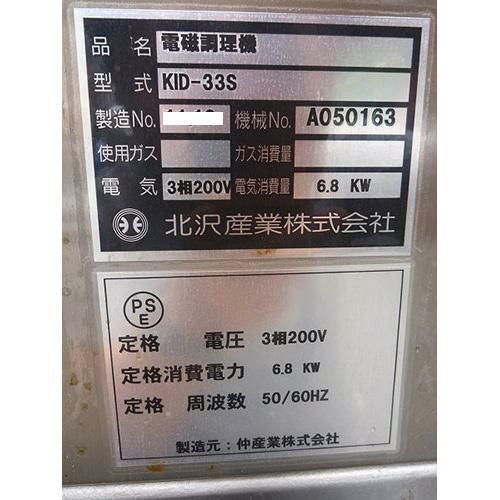 品名 電磁調理機
型式 KID-33S
製造No. 機械No. A050163
使用ガス ガス消費量
電気 3相200V 電気消費量 6.8 KW
北沢産業株式会社
PS
E
定格 電圧 3相200V
定格消費電力 6.8 KW
定格 周波数 50/60HZ
製造元：仲産業株式会社